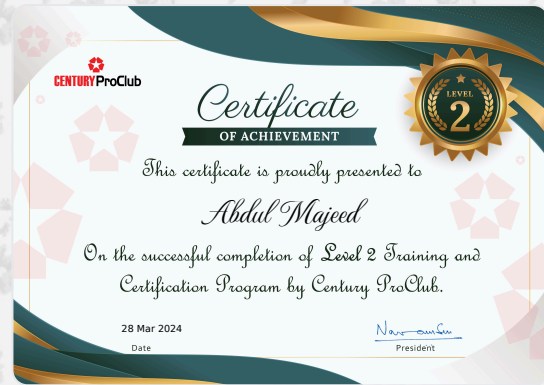 CENTURY ProClub
Certificate
OF ACHIEVEMENT
LEVEL
2
This certificate is proudly presented to
Abdul Majeed
On the successful completion of Level 2 Training and
Certification Program by Century ProClub.
28 Mar 2024
Date
President